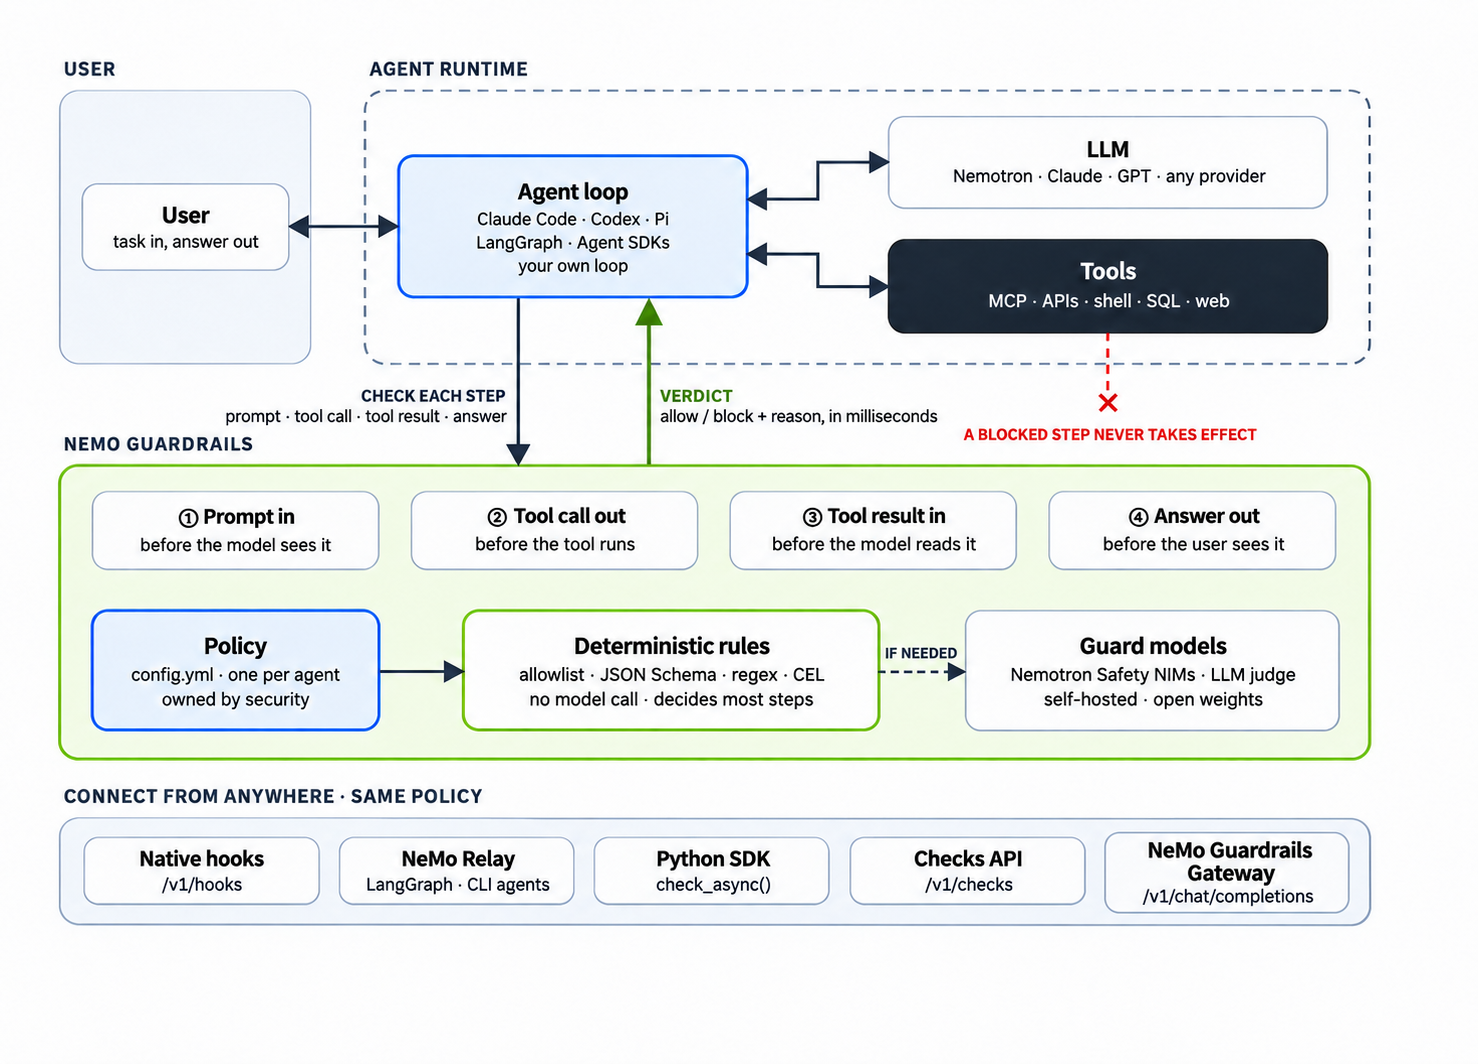 USER
AGENT RUNTIME
User
task in, answer out
Agent loop
Claude Code · Codex · Pi
LangGraph · Agent SDKs
your own loop
LLM
Nemotron · Claude · GPT · any provider
Tools
MCP · APIs · shell · SQL · web
CHECK EACH STEP
prompt · tool call · tool result · answer
VERDICT
allow / block + reason, in milliseconds
A BLOCKED STEP NEVER TAKES EFFECT
NEMO GUARDRAILS
① Prompt in
before the model sees it
② Tool call out
before the tool runs
③ Tool result in
before the model reads it
④ Answer out
before the user sees it
Policy
config.yml · one per agent
owned by security
Deterministic rules
allowlist · JSON Schema · regex · CEL
no model call · decides most steps
IF NEEDED
Guard models
Nemotron Safety NIMs · LLM judge
self-hosted · open weights
CONNECT FROM ANYWHERE · SAME POLICY
Native hooks
/v1/hooks
NeMo Relay
LangGraph · CLI agents
Python SDK
check_async()
Checks API
/v1/checks
NeMo Guardrails
Gateway
/v1/chat/completions